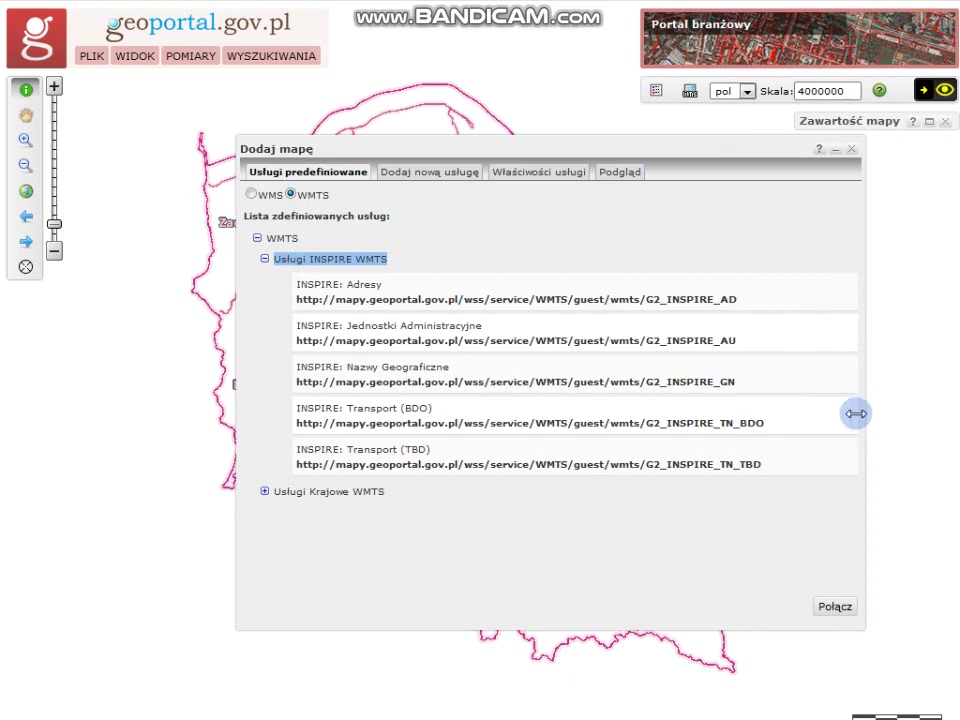 geoportal.gov.pl
www.BANDICAM.com
Portal branżowy
PLIK WIDOK POMIARY WYSZUKIWANIA
pol Skala: 4000000
Zawartość mapy ?
Dodaj mapę ?
Usługi predefiniowane Dodaj nową usługę Właściwości usługi Podgląd
WMS WMTS
Lista zdefiniowanych usług:
WMTS
Usługi INSPIRE WMTS
INSPIRE: Adresy
http://mapy.geoportal.gov.pl/wss/service/WMTS/guest/wmts/G2_INSPIRE_AD
INSPIRE: Jednostki Administracyjne
http://mapy.geoportal.gov.pl/wss/service/WMTS/guest/wmts/G2_INSPIRE_AU
INSPIRE: Nazwy Geograficzne
http://mapy.geoportal.gov.pl/wss/service/WMTS/guest/wmts/G2_INSPIRE_GN
INSPIRE: Transport (BDO)
http://mapy.geoportal.gov.pl/wss/service/WMTS/guest/wmts/G2_INSPIRE_TN_BDO
INSPIRE: Transport (TBD)
http://mapy.geoportal.gov.pl/wss/service/WMTS/guest/wmts/G2_INSPIRE_TN_TBD
Usługi Krajowe WMTS
Połącz